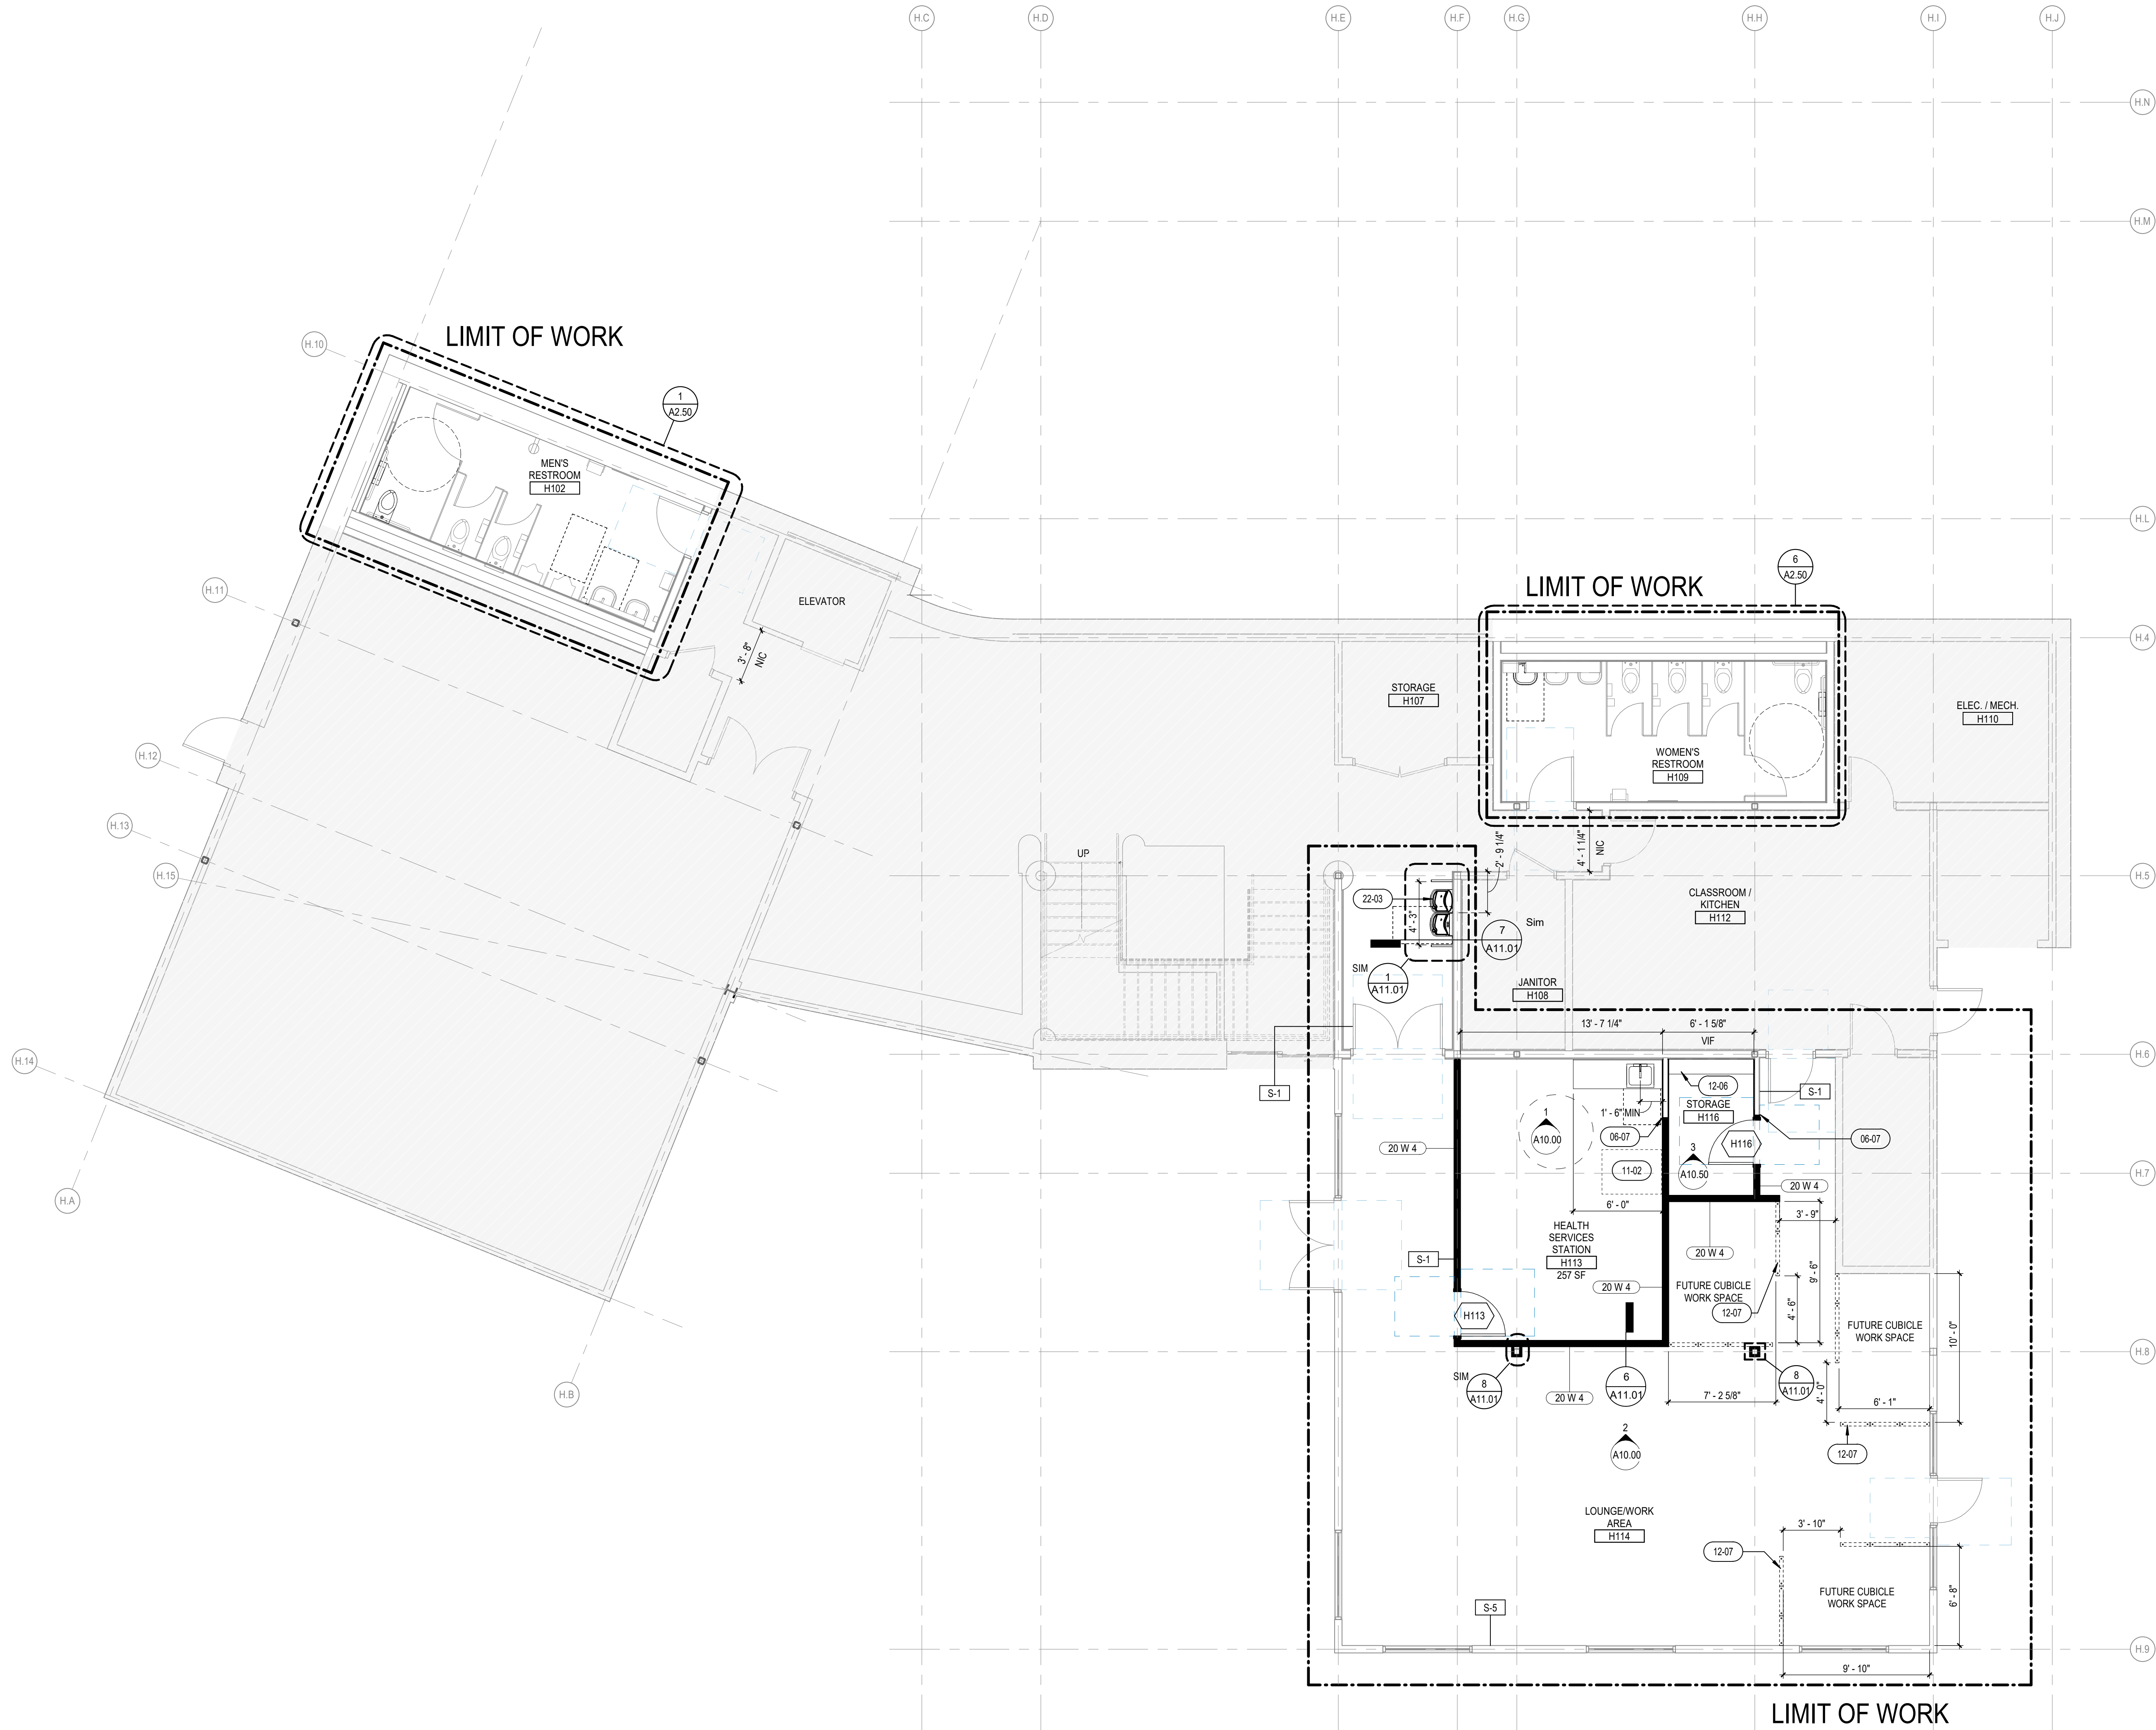 H.C
H.D
H.E
H.F
H.G
H.H
H.I
H.J
H.N
H.M
H.L
H.4
H.5
H.6
H.7
H.8
H.9
H.10
H.11
H.12
H.13
H.15
H.14
H.A
H.B
LIMIT OF WORK
1
A2.50
MEN'S
RESTROOM
H102
ELEVATOR
3' - 8"
NIC
LIMIT OF WORK
6
A2.50
STORAGE
H107
WOMEN'S
RESTROOM
H109
ELEC. / MECH.
H110
UP
2' - 9 1/4"
4' - 1 1/4"
NIC
22-03
4' - 3"
7
A11.01
Sim
SIM
1
A11.01
CLASSROOM /
KITCHEN
H112
JANITOR
H108
13' - 7 1/4"
6' - 1 5/8"
VIF
S-1
12-06
S-1
STORAGE
H116
1' - 6" MIN
1
A10.00
06-07
H116
06-07
20 W 4
11-02
3
A10.50
20 W 4
6' - 0"
3' - 9"
HEALTH
SERVICES
STATION
H113
257 SF
S-1
20 W 4
20 W 4
9' - 6"
FUTURE CUBICLE
WORK SPACE
12-07
4' - 6"
H113
FUTURE CUBICLE
WORK SPACE
10' - 0"
SIM
8
A11.01
20 W 4
6
A11.01
7' - 2 5/8"
8
A11.01
4' - 0"
6' - 1"
2
A10.00
12-07
LOUNGE/WORK
AREA
H114
3' - 10"
12-07
FUTURE CUBICLE
WORK SPACE
6' - 8"
S-5
9' - 10"
LIMIT OF WORK